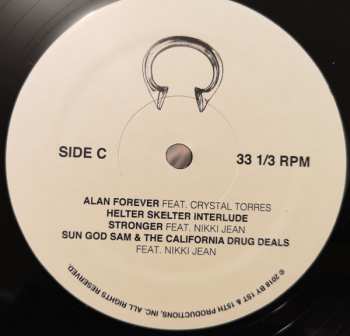 SIDE C
33 1/3 RPM
ALAN FOREVER FEAT. CRYSTAL TORRES
HELTER SKELTER INTERLUDE
STRONGER FEAT. NIKKI JEAN
SUN GOD SAM & THE CALIFORNIA DRUG DEALS
FEAT. NIKKI JEAN
© 2018 BY 1ST & 15TH PRODUCTIONS, INC. ALL RIGHTS RESERVED.